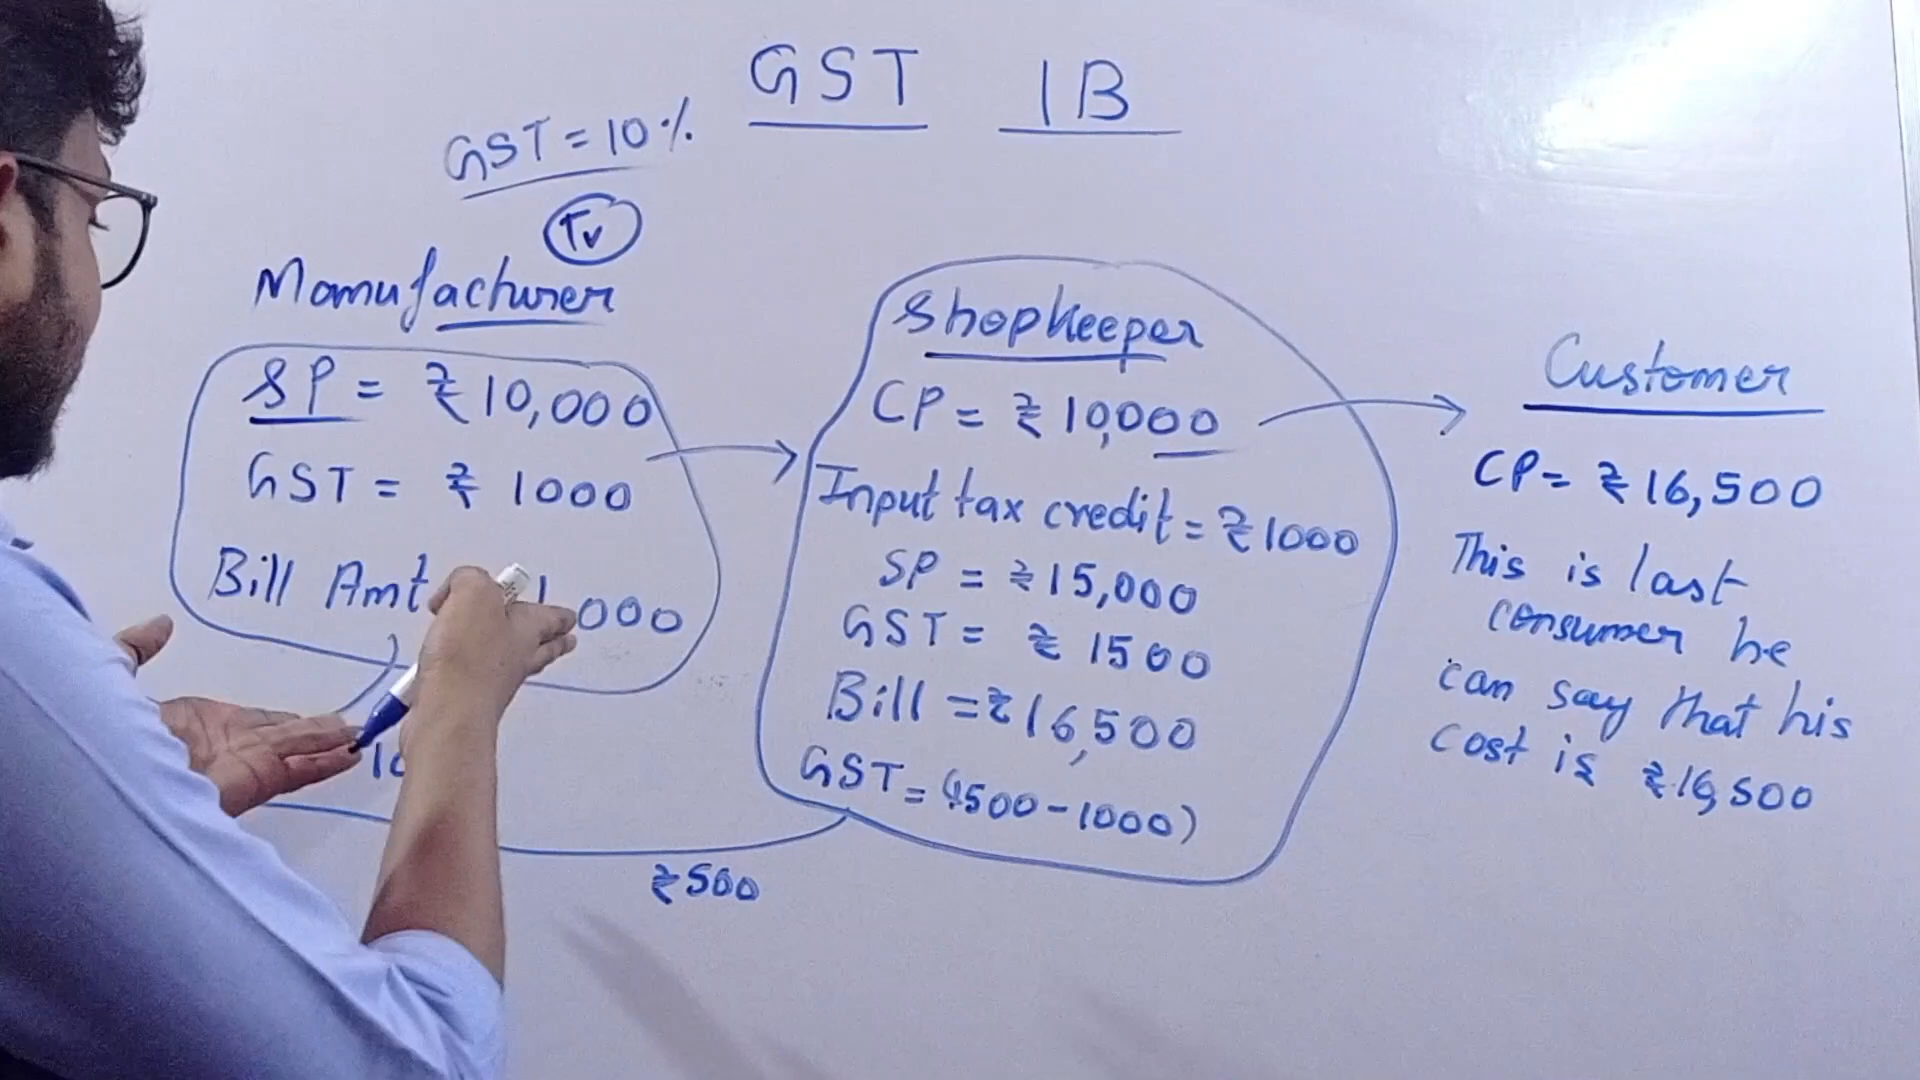 GST 1B
GST = 10%
Tv
Manufacturer
SP = ₹10,000
GST = ₹ 1000
Bill Amt
000
10
₹500
Shopkeeper
CP = ₹10,000
Input tax credit = ₹1000
SP = ₹15,000
GST = ₹ 1500
Bill = ₹16,500
GST = (1500-1000)
Customer
CP = ₹16,500
This is last
consumer he
can say that his
cost is ₹16,500